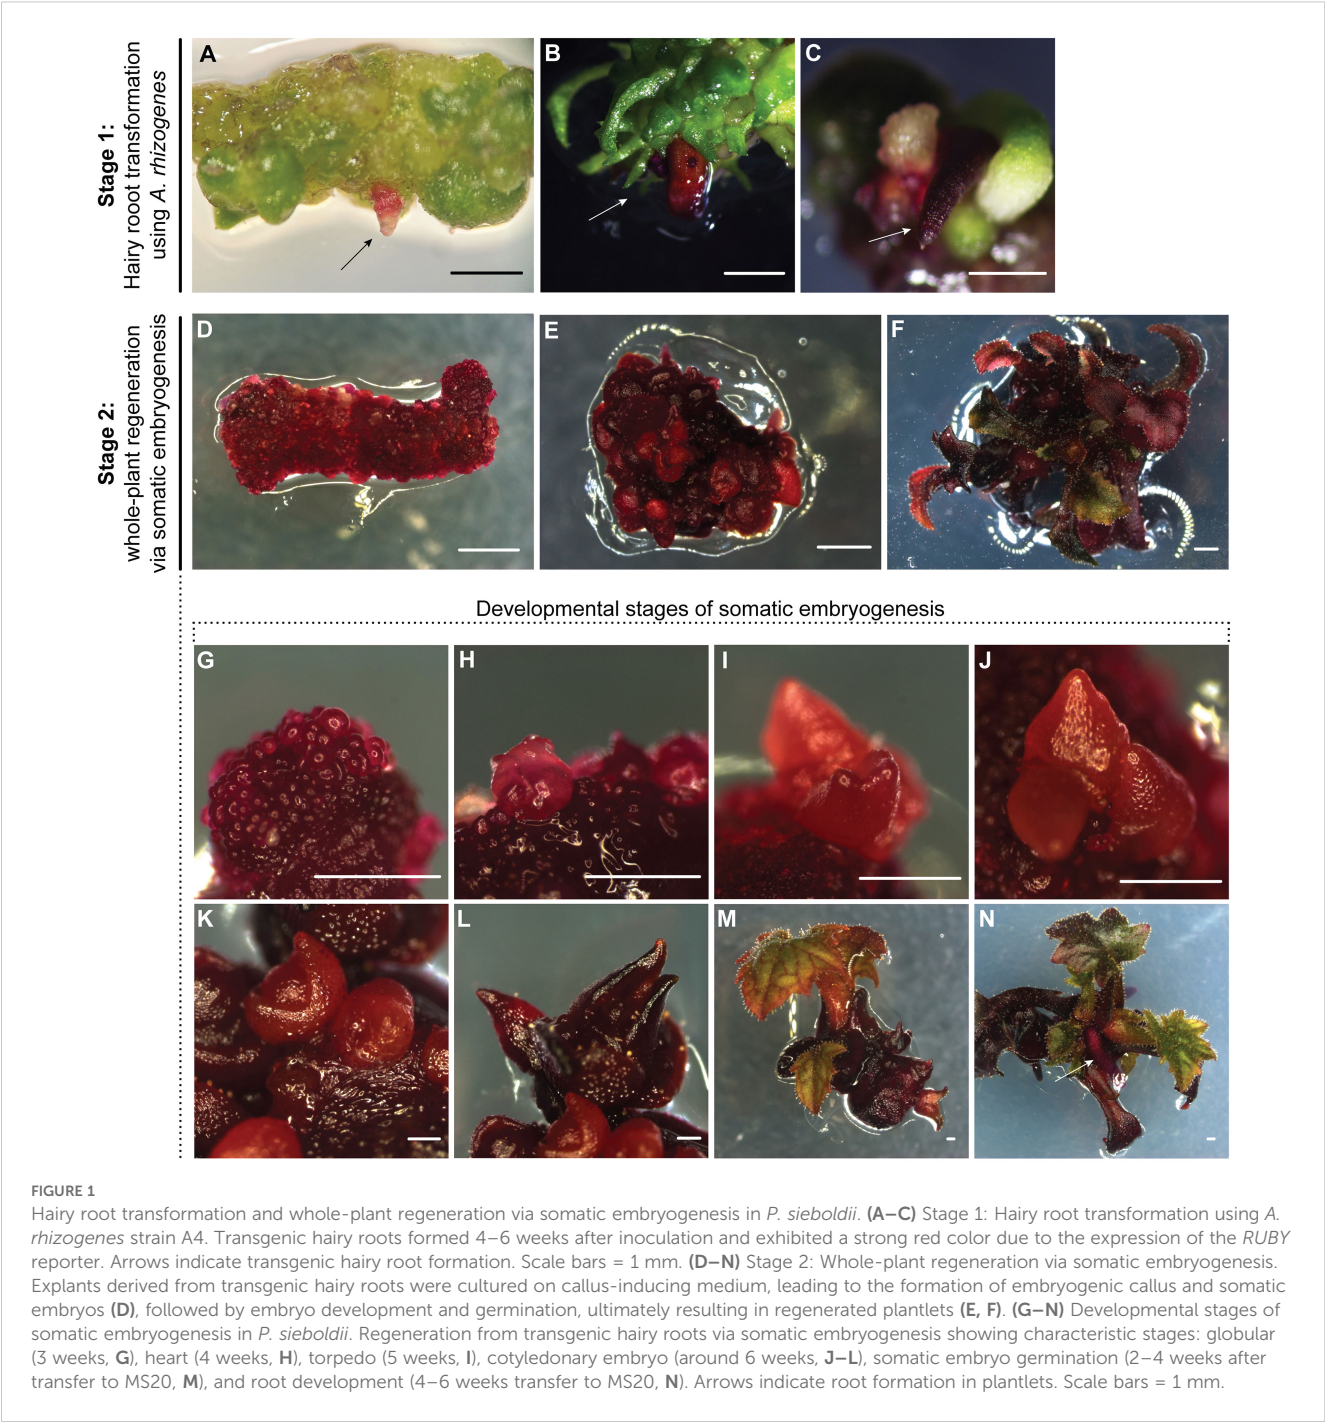 Stage 1:
Hairy rooot transformation
using A. rhizogenes
A
B
C
Stage 2:
whole-plant regeneration
via somatic embryogenesis
D
E
F
Developmental stages of somatic embryogenesis
G
H
I
J
K
L
M
N
FIGURE 1
Hairy root transformation and whole-plant regeneration via somatic embryogenesis in P. sieboldii. (A–C) Stage 1: Hairy root transformation using A.
rhizogenes strain A4. Transgenic hairy roots formed 4–6 weeks after inoculation and exhibited a strong red color due to the expression of the RUBY
reporter. Arrows indicate transgenic hairy root formation. Scale bars = 1 mm. (D–N) Stage 2: Whole-plant regeneration via somatic embryogenesis.
Explants derived from transgenic hairy roots were cultured on callus-inducing medium, leading to the formation of embryogenic callus and somatic
embryos (D), followed by embryo development and germination, ultimately resulting in regenerated plantlets (E, F). (G–N) Developmental stages of
somatic embryogenesis in P. sieboldii. Regeneration from transgenic hairy roots via somatic embryogenesis showing characteristic stages: globular
(3 weeks, G), heart (4 weeks, H), torpedo (5 weeks, I), cotyledonary embryo (around 6 weeks, J–L), somatic embryo germination (2–4 weeks after
transfer to MS20, M), and root development (4–6 weeks transfer to MS20, N). Arrows indicate root formation in plantlets. Scale bars = 1 mm.